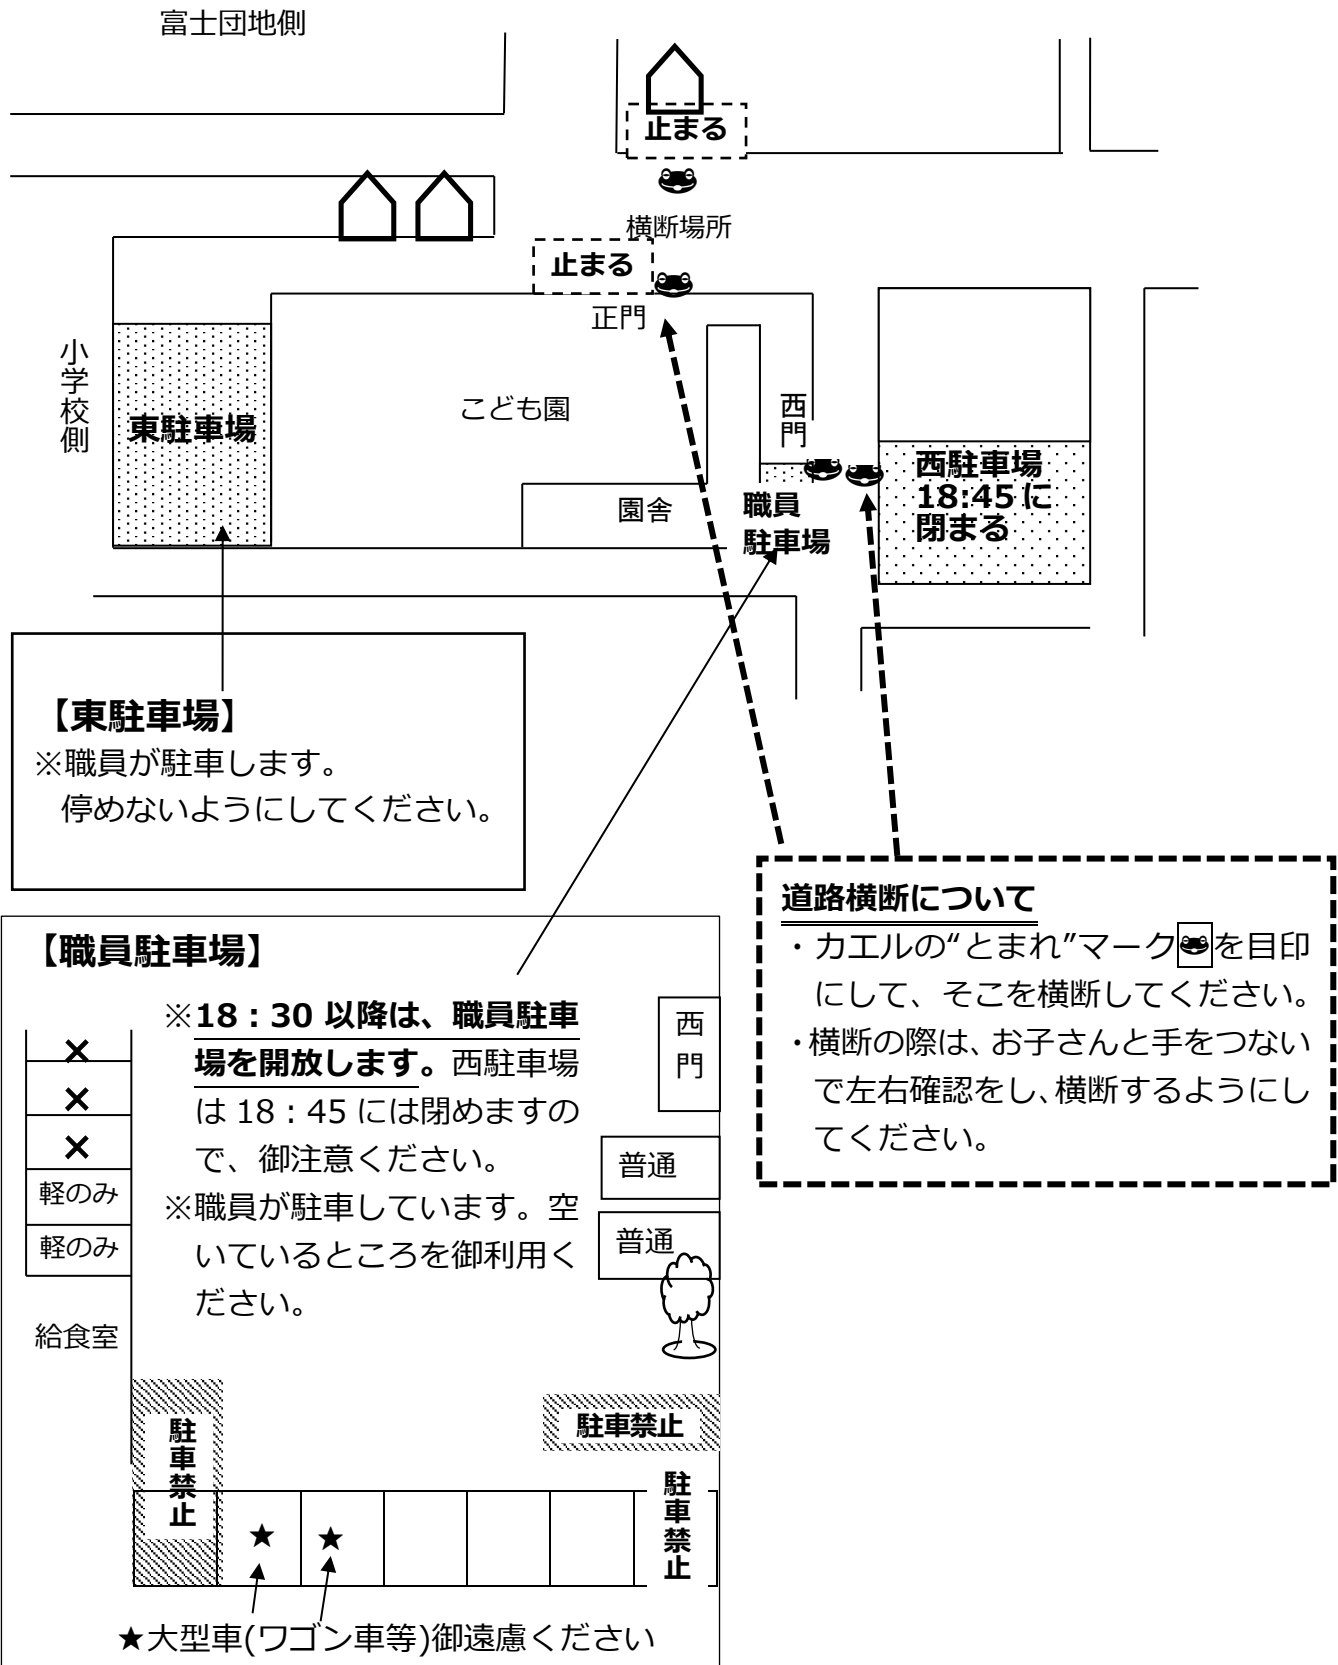 富士団地側
止まる
横断場所
止まる
正門
小学校側
東駐車場
こども園
西門
西駐車場
18:45に
閉まる
園舎
職員
駐車場
【東駐車場】
※職員が駐車します。
停めないようにしてください。
道路横断について
・カエルの“とまれ”マークを目印
にして、そこを横断してください。
・横断の際は、お子さんと手をつない
で左右確認をし、横断するようにし
てください。
【職員駐車場】
※18：30 以降は、職員駐車
場を開放します。西駐車場
は 18：45 には閉めますの
で、御注意ください。
※職員が駐車しています。空
いているところを御利用く
ださい。
西門
普通
普通
×
×
×
軽のみ
軽のみ
給食室
駐車禁止
駐車禁止
駐車禁止
★
★
★大型車(ワゴン車等)御遠慮ください